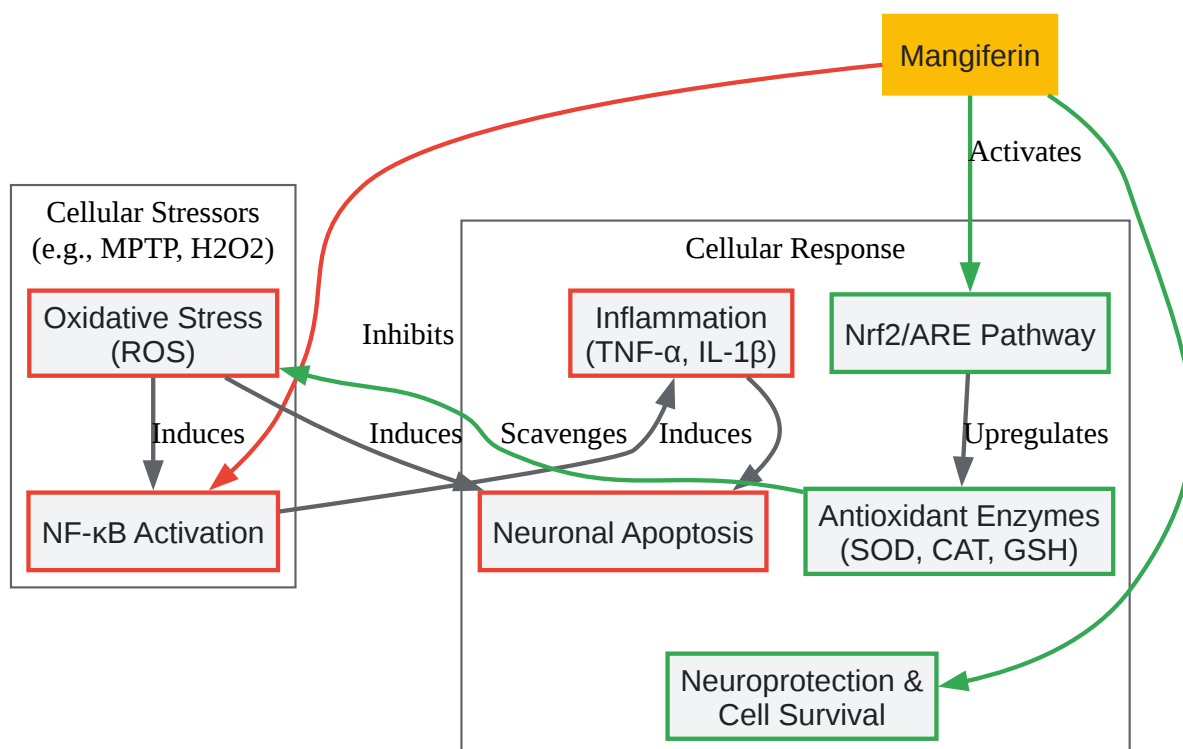 Mangiferin
Activates
Cellular Stressors
(e.g., MPTP, H2O2)
Cellular Response
Oxidative Stress
(ROS)
Inhibits
Inflammation
(TNF-α, IL-1β)
Nrf2/ARE Pathway
Induces
Induces
Scavenges
Induces
Upregulates
NF-κB Activation
Neuronal Apoptosis
Antioxidant Enzymes
(SOD, CAT, GSH)
Neuroprotection &
Cell Survival